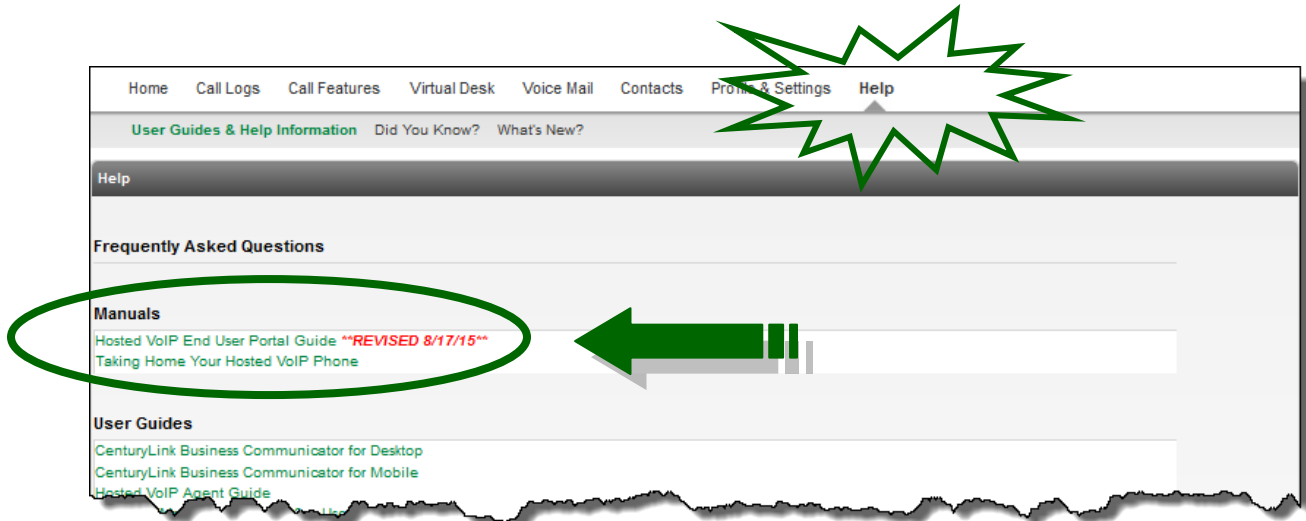 Home Call Logs Call Features Virtual Desk Voice Mail Contacts Profile & Settings Help
User Guides & Help Information Did You Know? What's New?
Help
Frequently Asked Questions
Manuals
Hosted VoIP End User Portal Guide **REVISED 8/17/15**
Taking Home Your Hosted VoIP Phone
User Guides
CenturyLink Business Communicator for Desktop
CenturyLink Business Communicator for Mobile
Hosted VoIP Agent Guide